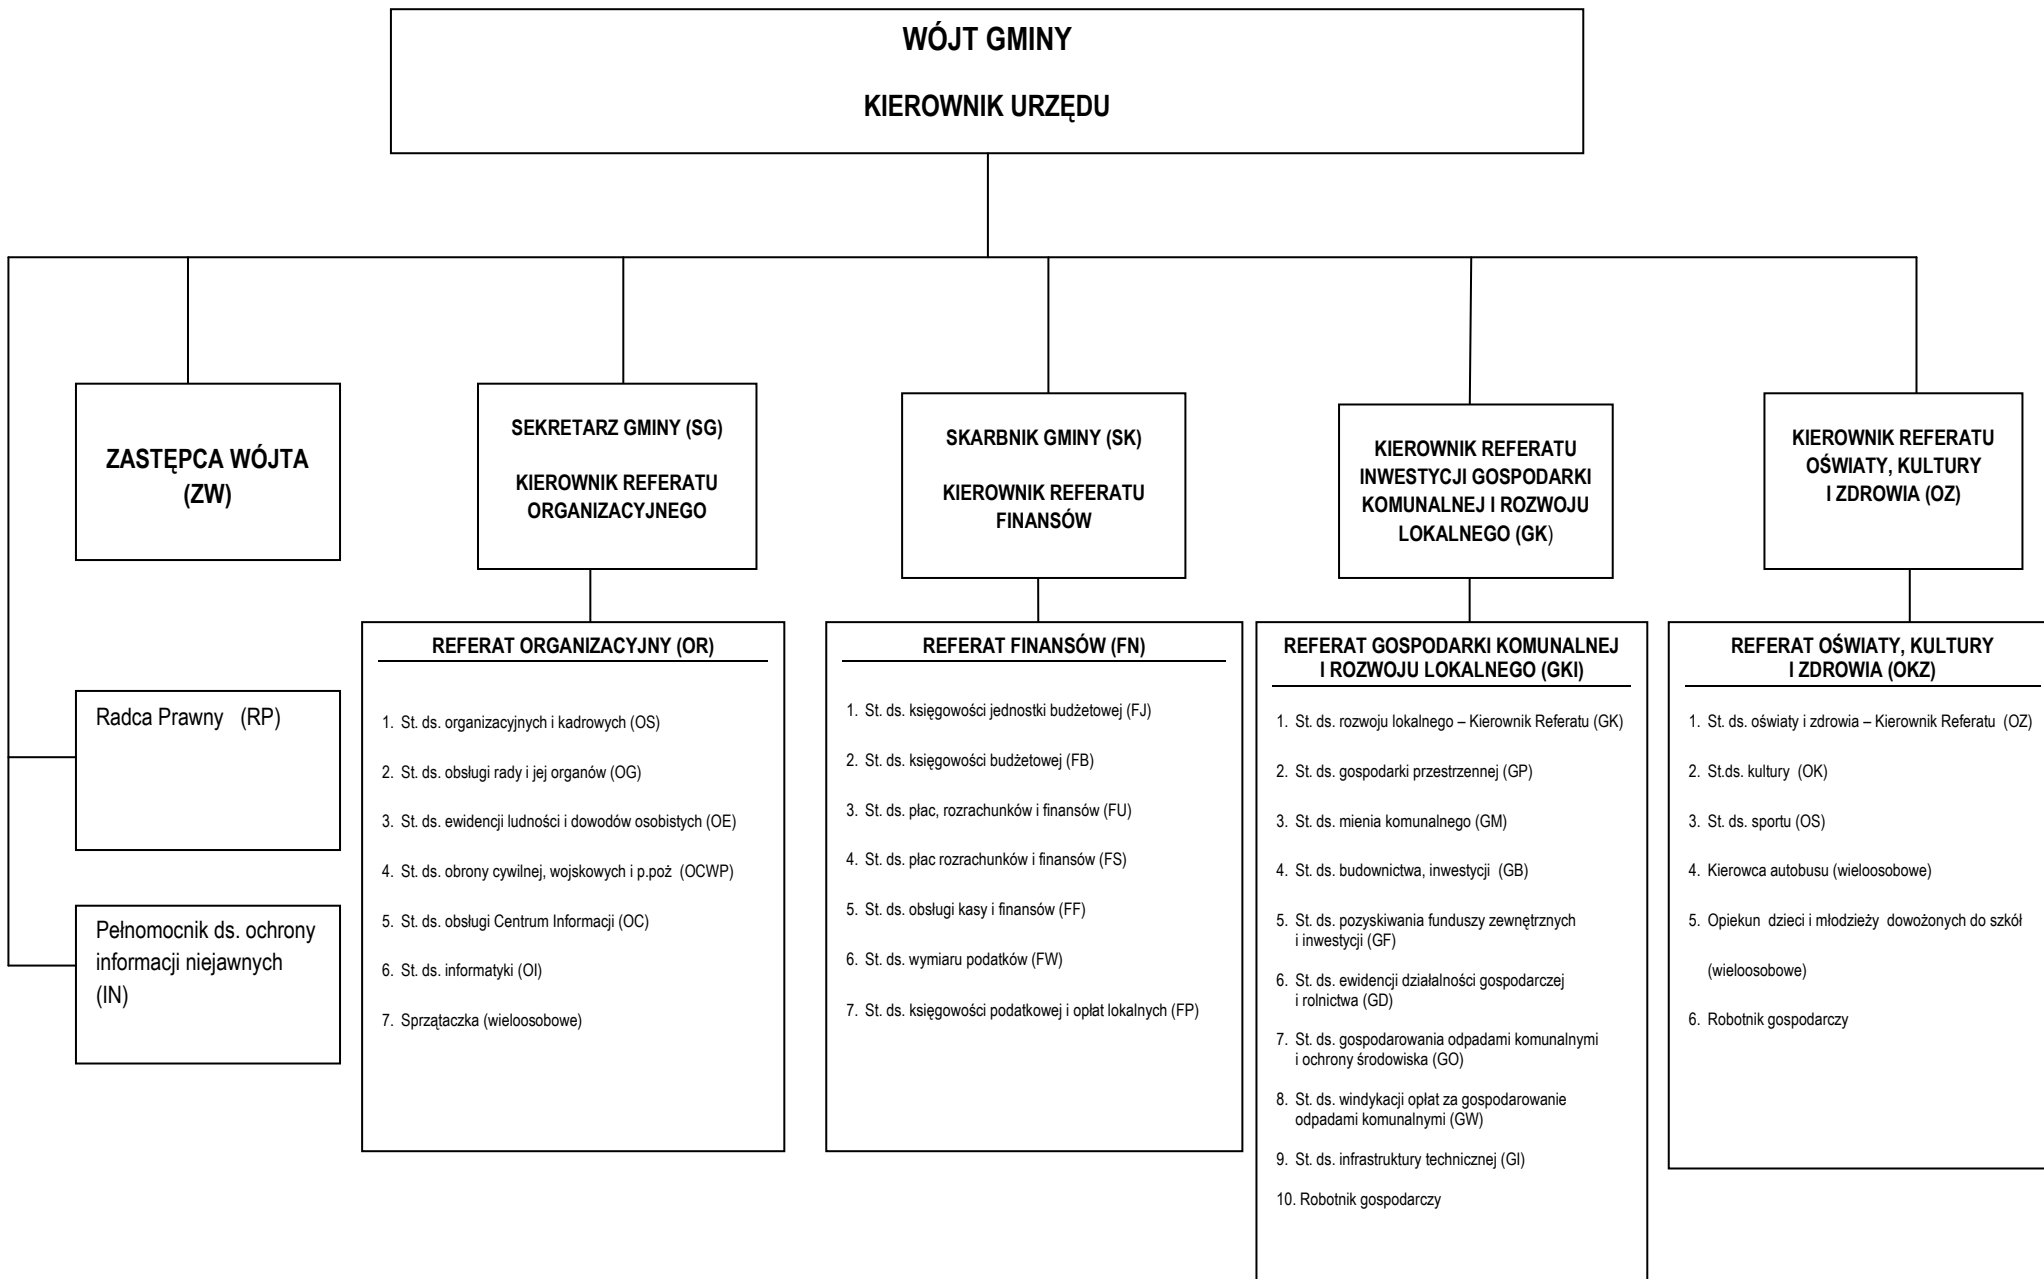 WÓJT GMINY
KIEROWNIK URZĘDU
ZASTĘPCA WÓJTA
(ZW)
SEKRETARZ GMINY (SG)
KIEROWNIK REFERATU
ORGANIZACYJNEGO
SKARBNIK GMINY (SK)
KIEROWNIK REFERATU
FINANSÓW
KIEROWNIK REFERATU
INWESTYCJI GOSPODARKI
KOMUNALNEJ I ROZWOJU
LOKALNEGO (GK)
KIEROWNIK REFERATU
OŚWIATY, KULTURY
I ZDROWIA (OZ)
Radca Prawny (RP)
Pełnomocnik ds. ochrony
informacji niejawnych
(IN)
REFERAT ORGANIZACYJNY (OR)
1. St. ds. organizacyjnych i kadrowych (OS)
2. St. ds. obsługi rady i jej organów (OG)
3. St. ds. ewidencji ludności i dowodów osobistych (OE)
4. St. ds. obrony cywilnej, wojskowych i p.poż (OCWP)
5. St. ds. obsługi Centrum Informacji (OC)
6. St. ds. informatyki (OI)
7. Sprzątaczka (wieloosobowe)
REFERAT FINANSÓW (FN)
1. St. ds. księgowości jednostki budżetowej (FJ)
2. St. ds. księgowości budżetowej (FB)
3. St. ds. płac, rozrachunków i finansów (FU)
4. St. ds. płac rozrachunków i finansów (FS)
5. St. ds. obsługi kasy i finansów (FF)
6. St. ds. wymiaru podatków (FW)
7. St. ds. księgowości podatkowej i opłat lokalnych (FP)
REFERAT GOSPODARKI KOMUNALNEJ
I ROZWOJU LOKALNEGO (GKI)
1. St. ds. rozwoju lokalnego – Kierownik Referatu (GK)
2. St. ds. gospodarki przestrzennej (GP)
3. St. ds. mienia komunalnego (GM)
4. St. ds. budownictwa, inwestycji (GB)
5. St. ds. pozyskiwania funduszy zewnętrznych
i inwestycji (GF)
6. St. ds. ewidencji działalności gospodarczej
i rolnictwa (GD)
7. St. ds. gospodarowania odpadami komunalnymi
i ochrony środowiska (GO)
8. St. ds. windykacji opłat za gospodarowanie
odpadami komunalnymi (GW)
9. St. ds. infrastruktury technicznej (GI)
10. Robotnik gospodarczy
REFERAT OŚWIATY, KULTURY
I ZDROWIA (OKZ)
1. St. ds. oświaty i zdrowia – Kierownik Referatu (OZ)
2. St.ds. kultury (OK)
3. St. ds. sportu (OS)
4. Kierowca autobusu (wieloosobowe)
5. Opiekun dzieci i młodzieży dowożonych do szkół
(wieloosobowe)
6. Robotnik gospodarczy